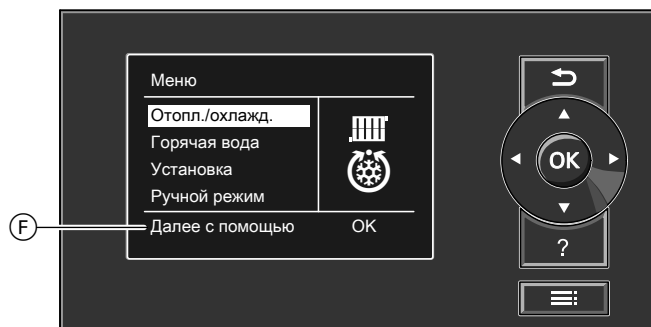 Меню
Отопл./охлажд.
Горячая вода
Установка
Ручной режим
Далее с помощью OK
F
OK
?